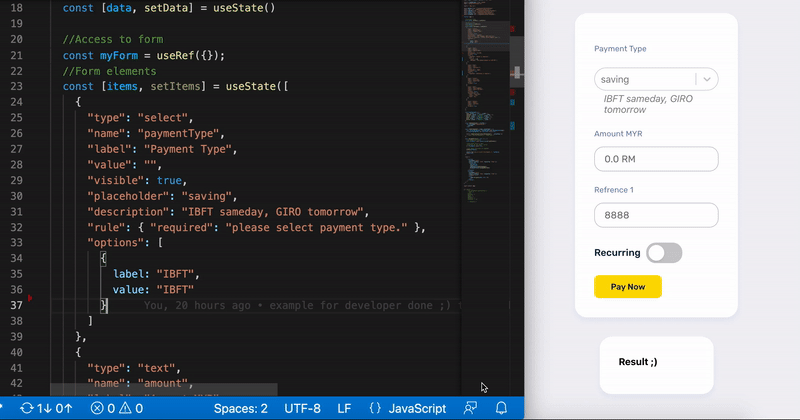 18 const [data, setData] = useState()
19
20 //Access to form
21 const myForm = useRef({});
22 //Form elements
23 const [items, setItems] = useState([
24 {
25 "type": "select",
26 "name": "paymentType",
27 "label": "Payment Type",
28 "value": "",
29 "visible": true,
30 "placeholder": "saving",
31 "description": "IBFT sameday, GIRO tomorrow",
32 "rule": { "required": "please select payment type." },
33 "options": [
34 {
35 label: "IBFT",
36 value: "IBFT"
37 } You, 20 hours ago • example for developer done ;)
38 ]
39 },
40 {
41 "type": "text",
42 "name": "amount",
1↓ 0↑ 0 0 Spaces: 2 UTF-8 LF {} JavaScript
Payment Type
saving
IBFT sameday, GIRO
tomorrow
Amount MYR
0.0 RM
Refrence 1
8888
Recurring
Pay Now
Result ;)